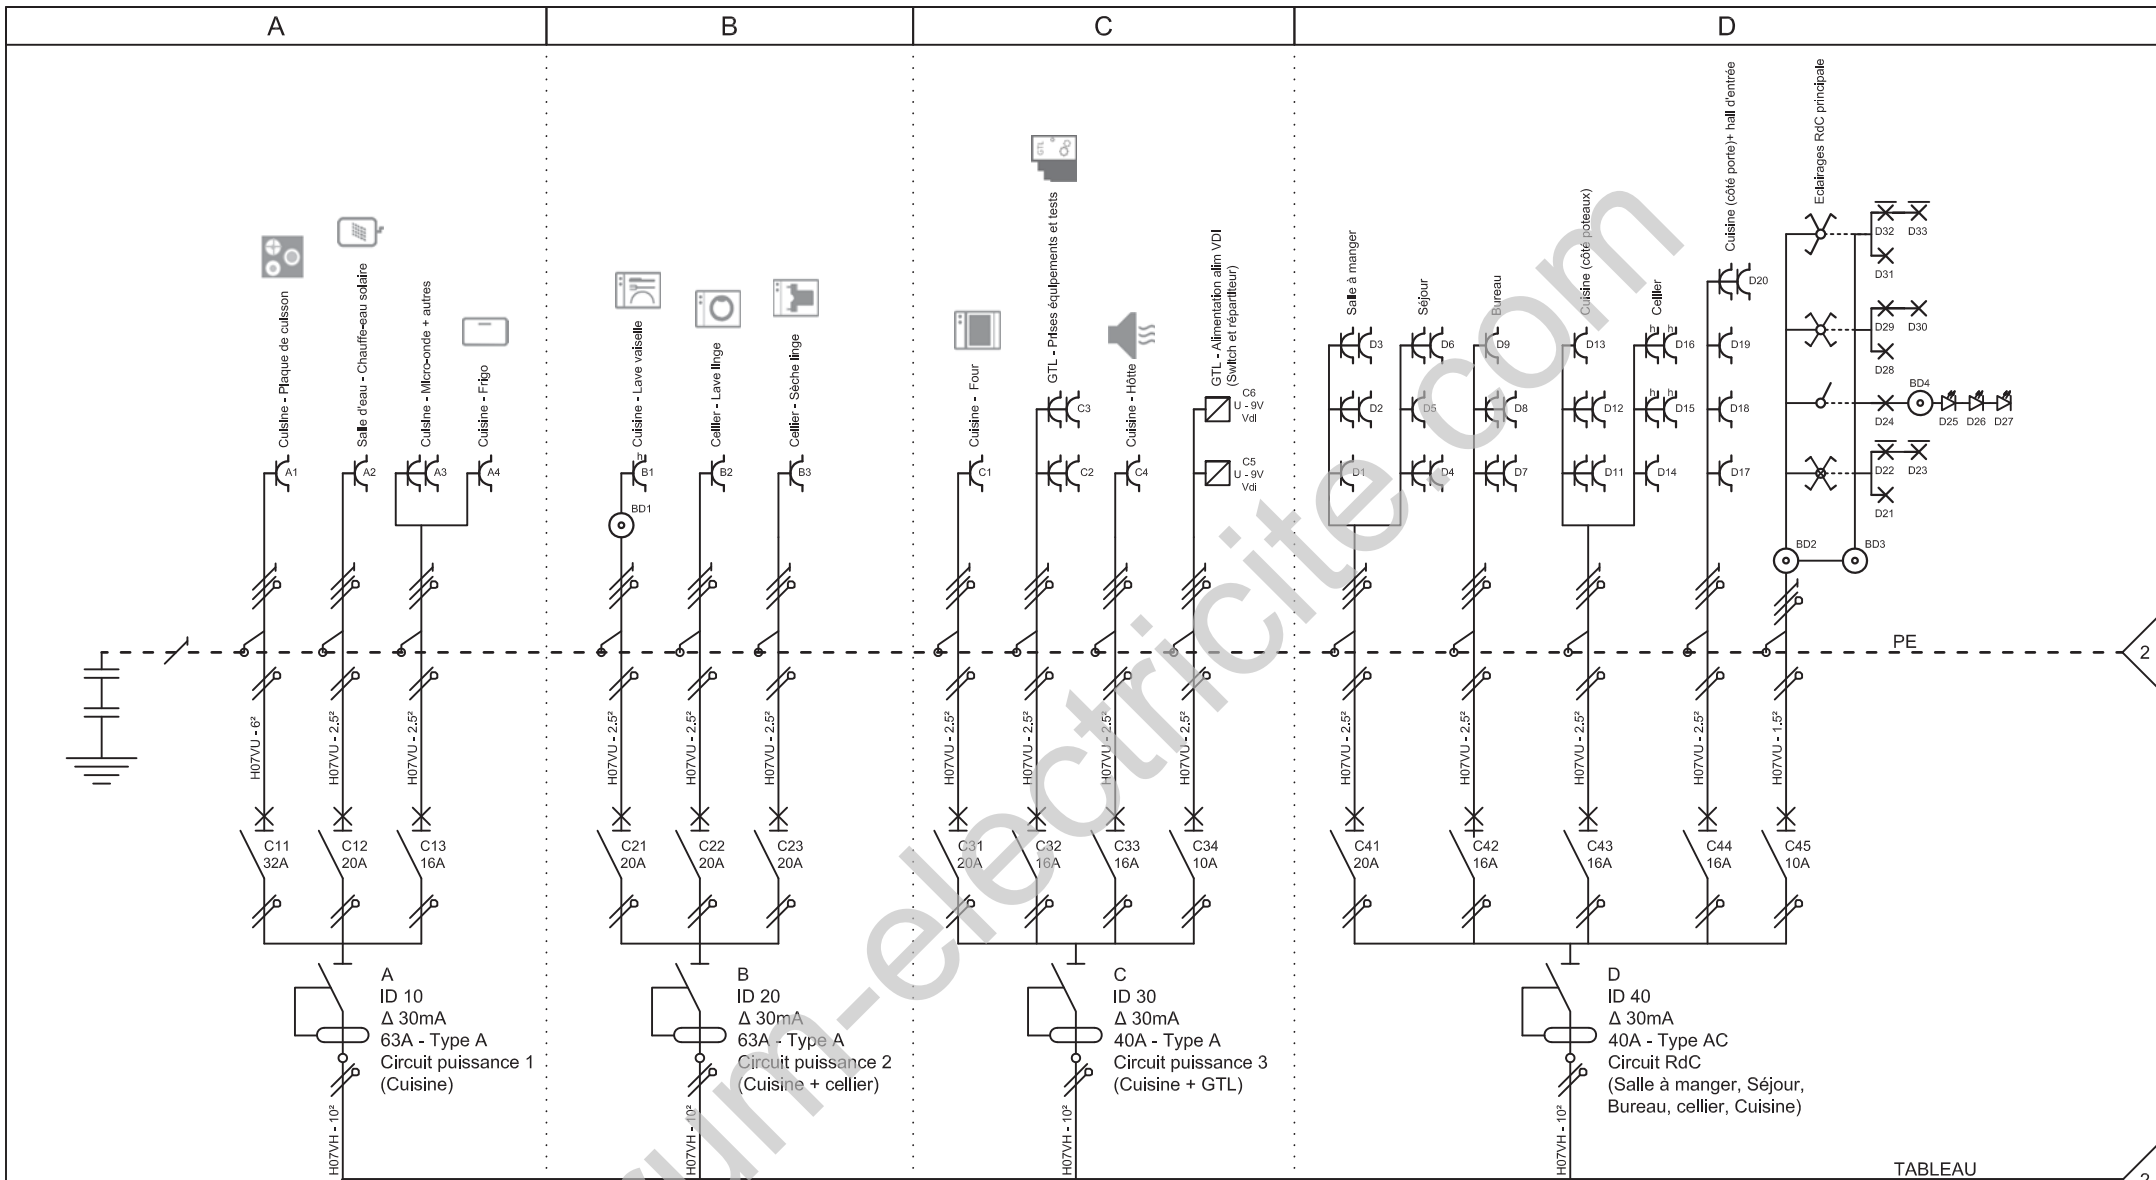 A
B
C
D
Cuisine - Plaque de cuisson
Salle d'eau - Chauffe-eau solaire
Cuisine - Micro-onde + autres
Cuisine - Frigo
Cuisine - Lave vaiselle
Cellier - Lave linge
Cellier - Sèche linge
Cuisine - Four
GTL
GTL - Prises équipements et tests
Cuisine - Hôtte
GTL - Alimentation alim VDI
(Switch et répartiteur)
Salle à manger
Séjour
Bureau
Cuisine (côté poteaux)
Cellier
Cuisine (côté porte)+ hall d'entrée
Eclairages RdC principale
D32
D33
D31
D20
D29
D30
D28
D3
D6
D9
D13
h
h
D16
D19
C6
U - 9V
Vdi
C3
D2
D5
D8
D12
h
h
D15
D18
D24
BD4
D25
D26
D27
A1
A2
A3
A4
h
B1
B2
B3
C1
C2
C4
C5
U - 9V
Vdi
D1
D4
D7
D11
D14
D17
D22
D23
D21
BD1
BD2
BD3
PE
2
H07VU - 6²
H07VU - 2.5²
H07VU - 2.5²
H07VU - 2.5²
H07VU - 2.5²
H07VU - 2.5²
H07VU - 2.5²
H07VU - 2.5²
H07VU - 2.5²
H07VU - 2.5²
H07VU - 2.5²
H07VU - 2.5²
H07VU - 2.5²
H07VU - 2.5²
H07VU - 1.5²
C11
32A
C12
20A
C13
16A
C21
20A
C22
20A
C23
20A
C31
20A
C32
16A
C33
16A
C34
10A
C41
20A
C42
16A
C43
16A
C44
16A
C45
10A
A
ID 10
Δ 30mA
63A - Type A
Circuit puissance 1
(Cuisine)
B
ID 20
Δ 30mA
63A - Type A
Circuit puissance 2
(Cuisine + cellier)
C
ID 30
Δ 30mA
40A - Type A
Circuit puissance 3
(Cuisine + GTL)
D
ID 40
Δ 30mA
40A - Type AC
Circuit RdC
(Salle à manger, Séjour,
Bureau, cellier, Cuisine)
H07VH - 10²
H07VH - 10²
H07VH - 10²
H07VH - 10²
TABLEAU
2
um-electricite.com